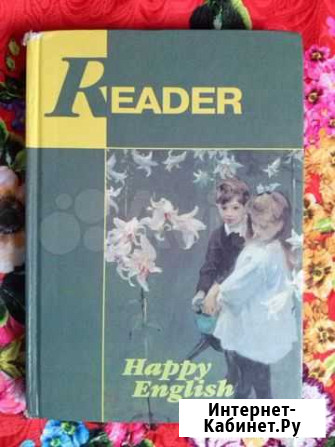 READER
Happy
English
Интернет-
Кабинет.Ру